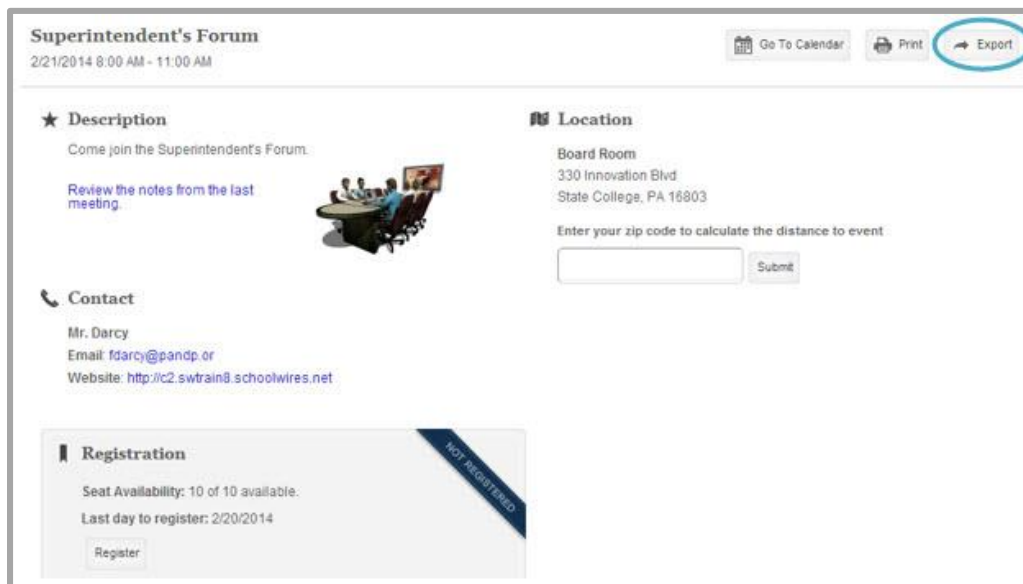 Superintendent's Forum
2/21/2014 8:00 AM - 11:00 AM
Go To Calendar
Print
Export
Description
Come join the Superintendent's Forum.
Review the notes from the last
meeting.
Location
Board Room
330 Innovation Blvd
State College, PA 16803
Enter your zip code to calculate the distance to event
Submit
Contact
Mr. Darcy
Email: fdarcy@pandp.or
Website: http://c2.swtrain8.schoolwires.net
Registration
NOT REGISTERED
Seat Availability: 10 of 10 available.
Last day to register: 2/20/2014
Register